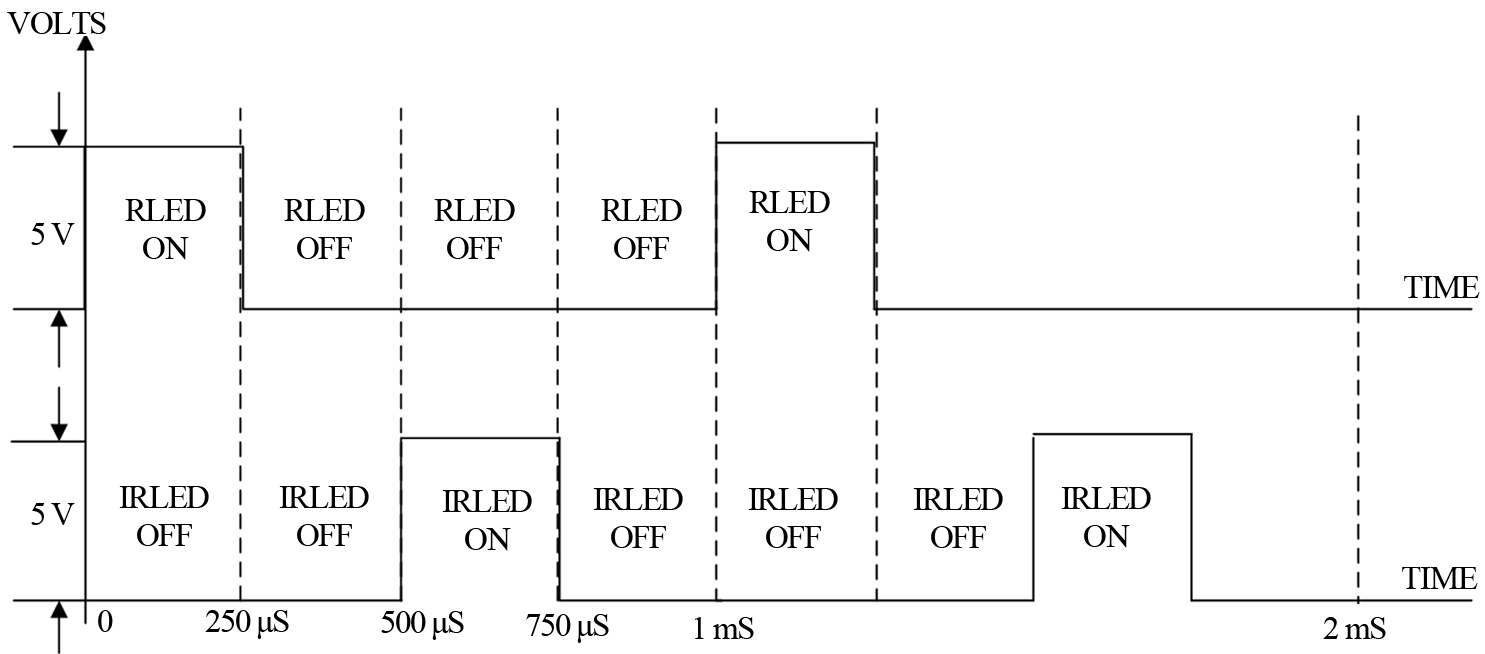 VOLTS
RLED
ON
RLED
OFF
RLED
OFF
RLED
OFF
RLED
ON
5 V
TIME
IRLED
OFF
IRLED
OFF
IRLED
ON
IRLED
OFF
IRLED
OFF
IRLED
OFF
IRLED
ON
5 V
TIME
0
250 µS
500 µS
750 µS
1 mS
2 mS